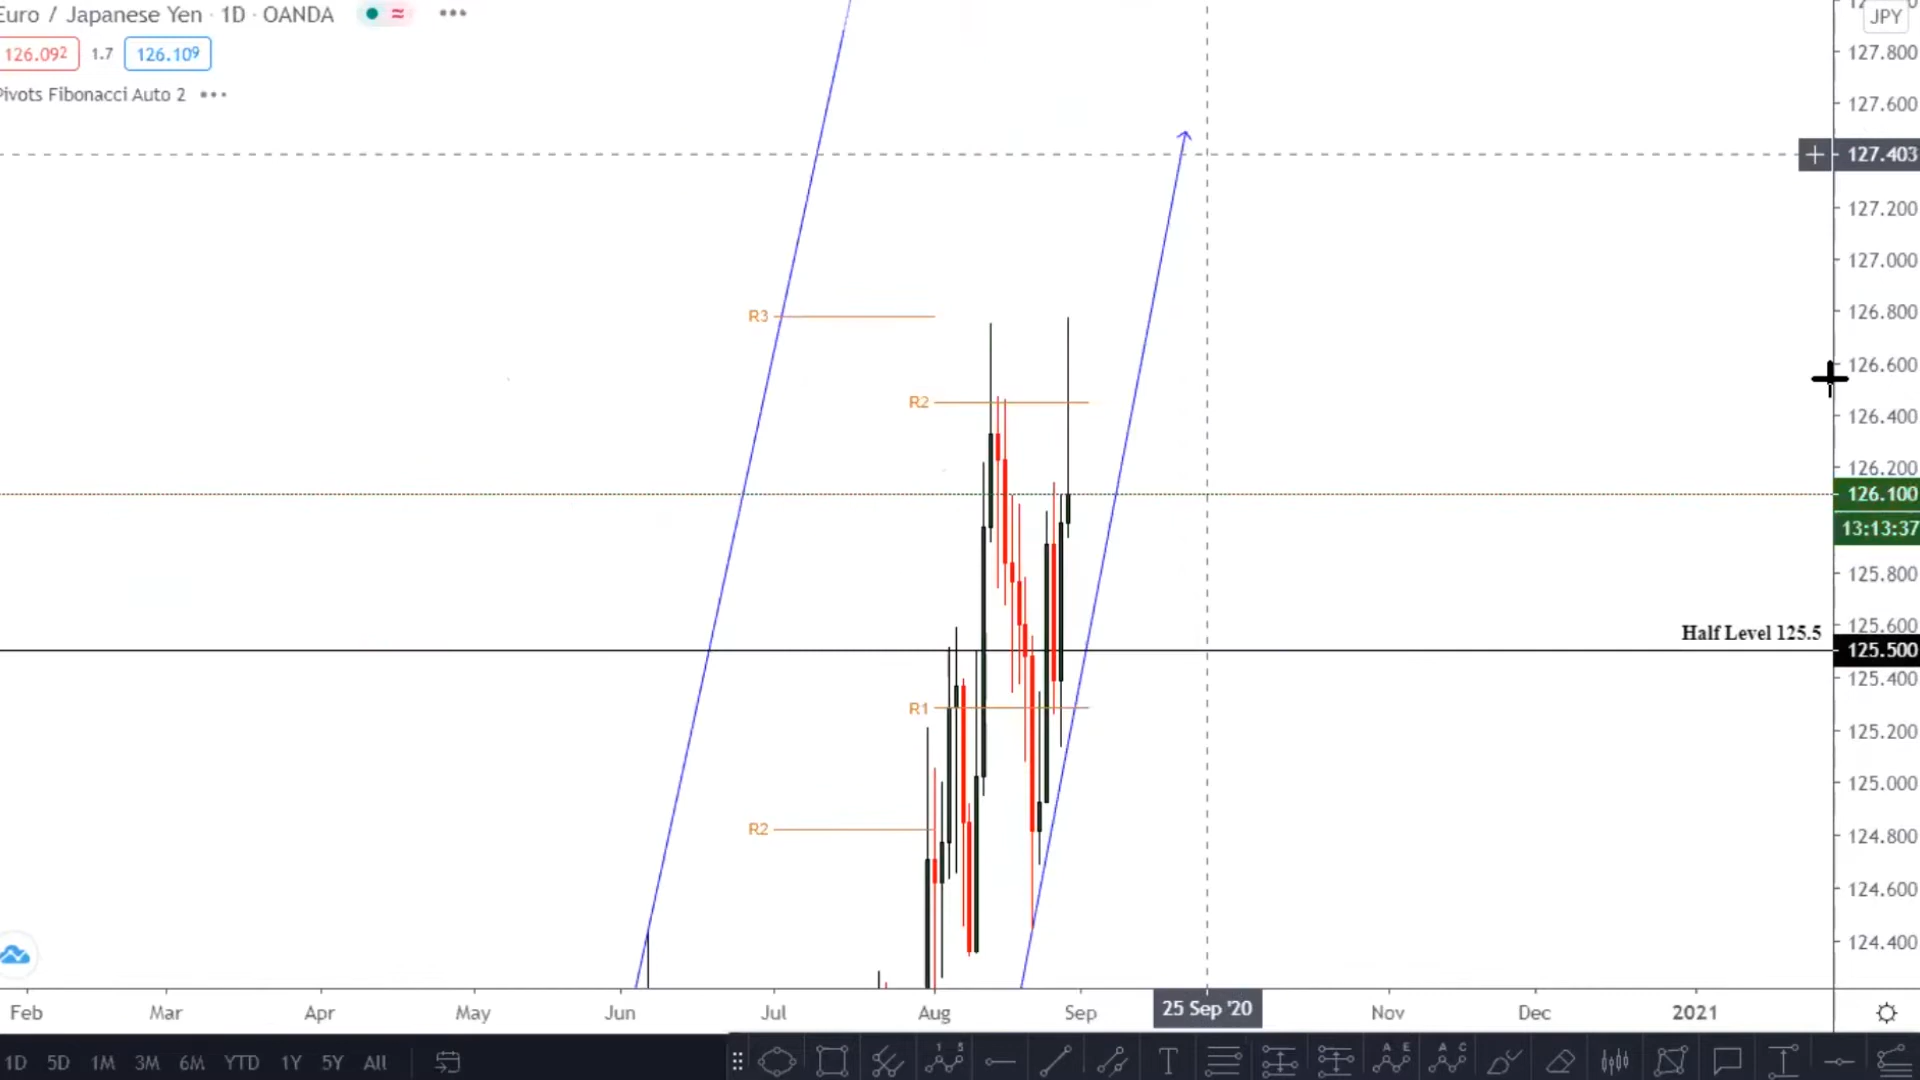 Euro / Japanese Yen · 1D · OANDA
126.092 1.7 126.109
Pivots Fibonacci Auto 2
JPY
127.800
127.600
127.403
127.200
127.000
R3
126.800
126.600
R2
126.400
126.200
126.100
13:13:37
125.800
Half Level 125.5
125.600
125.500
R1
125.400
125.200
125.000
R2
124.800
124.600
124.400
Feb Mar Apr May Jun Jul Aug Sep 25 Sep '20 Nov Dec 2021
1D 5D 1M 3M 6M YTD 1Y 5Y All